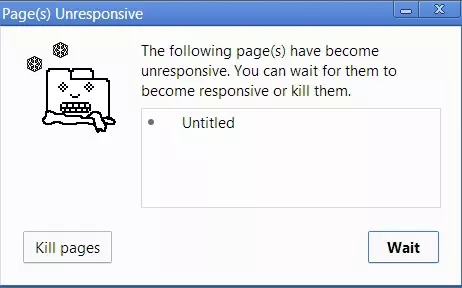 Page(s) Unresponsive
The following page(s) have become
unresponsive. You can wait for them to
become responsive or kill them.
• Untitled
Kill pages
Wait